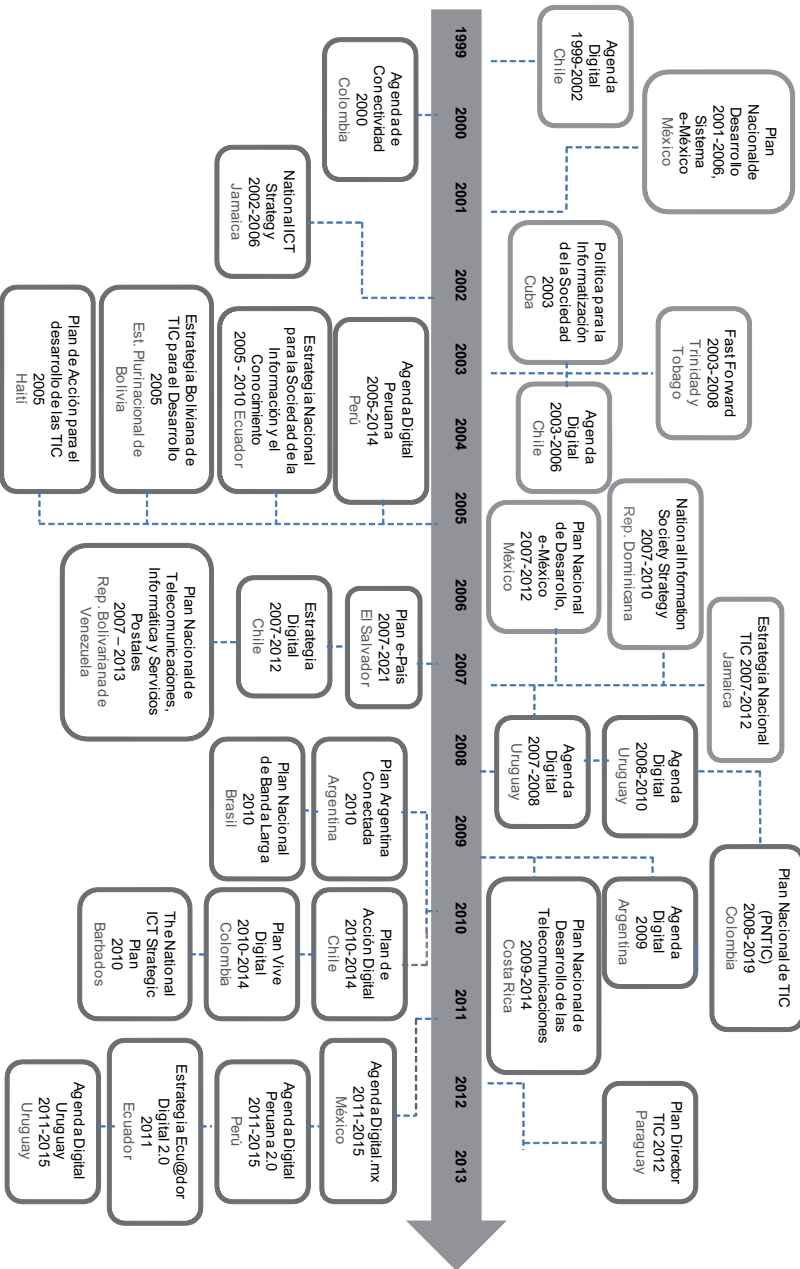 Agenda
Digital
1999-2002
Chile
Plan
Nacional de
Desarrollo
2001-2006,
Sistema
e-México
México
Política para la
Informatización
de la Sociedad
2003
Cuba
Fast Forward
2003-2008
Trinidad y
Tobago
Agenda
Digital
2003-2006
Chile
Plan Nacional
de Desarollo,
e-México
2007-2012
México
National Information
Society Strategy
2007-2010
Rep. Dominicana
Estrategia Nacional
TIC 2007-2012
Jamaica
Agenda
Digital
2007-2008
Uruguay
Agenda
Digital
2008-2010
Uruguay
Plan Nacional de TIC
(PNTIC)
2008-2019
Colombia
Agenda
Digital
2009
Argentina
Plan Nacional de
Desarrollo de las
Telecomunicaciones
2009-2014
Costa Rica
Plan Director
TIC 2012
Paraguay
1999
2000
2001
2002
2003
2004
2005
2006
2007
2008
2009
2010
2011
2012
2013
Agenda de
Conectividad
2000
Colombia
National ICT
Strategy
2002-2006
Jamaica
Agenda Digital
Peruana
2005-2014
Perú
Estrategia Nacional
para la Sociedad de la
Información y el
Conocimiento
2005 - 2010 Ecuador
Estrategia Boliviana de
TIC para el Desarrollo
2005
Est. Plurinacional de
Bolivia
Plan de Acción para el
desarrollo de las TIC
2005
Haití
Plan e-País
2007-2021
El Salvador
Estrategia
Digital
2007-2012
Chile
Plan Nacional de
Telecomunicaciones,
Informática y Servicios
Postales
2007 – 2013
Rep. Bolivariana de
Venezuela
Plan Argentina
Conectada
2010
Argentina
Plan Nacional
de Banda Larga
2010
Brasil
Plan de
Acción Digital
2010-2014
Chile
Plan Vive
Digital
2010-2014
Colombia
The National
ICT Strategic
Plan
2010
Barbados
Agenda Digital.mx
2011-2015
México
Agenda Digital
Peruana 2.0
2011-2015
Perú
Estrategia Ecu@dor
Digital 2.0
2011
Ecuador
Agenda Digital
Uruguay
2011-2015
Uruguay